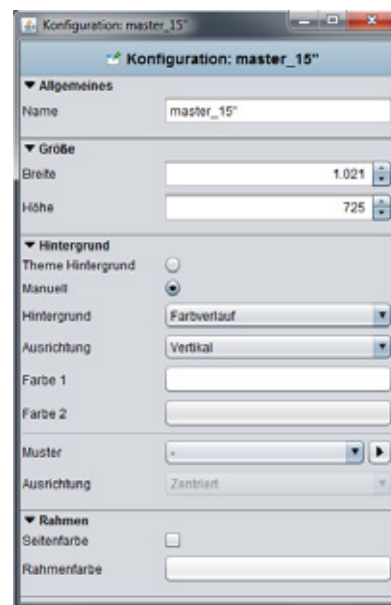 Konfiguration: master_15"
Konfiguration: master_15"
Allgemeines
Name master_15"
Größe
Breite 1.021
Höhe 725
Hintergrund
Theme Hintergrund
Manuell
Hintergrund Farbverlauf
Ausrichtung Vertikal
Farbe 1
Farbe 2
Muster -
Ausrichtung Zentriert
Rahmen
Seitenfarbe
Rahmenfarbe